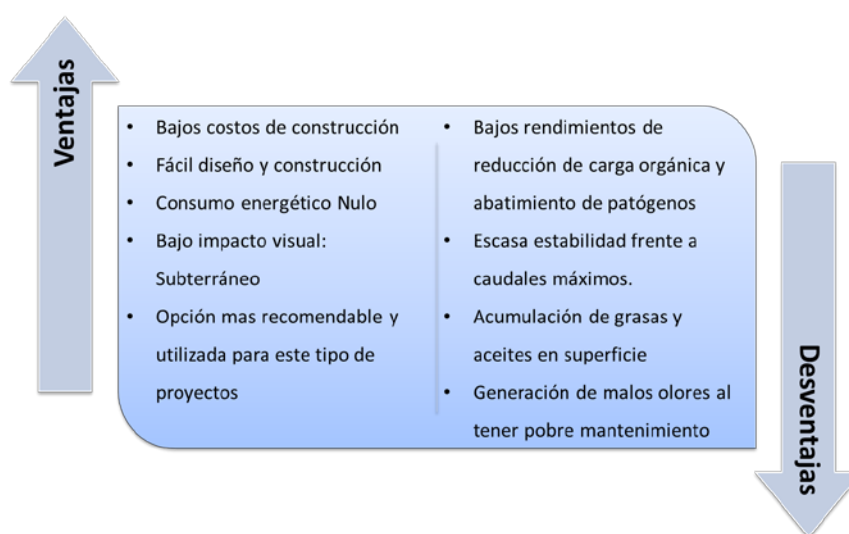 Ventajas
• Bajos costos de construcción
• Fácil diseño y construcción
• Consumo energético Nulo
• Bajo impacto visual:
Subterráneo
• Opción mas recomendable y
utilizada para este tipo de
proyectos
• Bajos rendimientos de
reducción de carga orgánica y
abatimiento de patógenos
• Escasa estabilidad frente a
caudales máximos.
• Acumulación de grasas y
aceites en superficie
• Generación de malos olores al
tener pobre mantenimiento
Desventajas